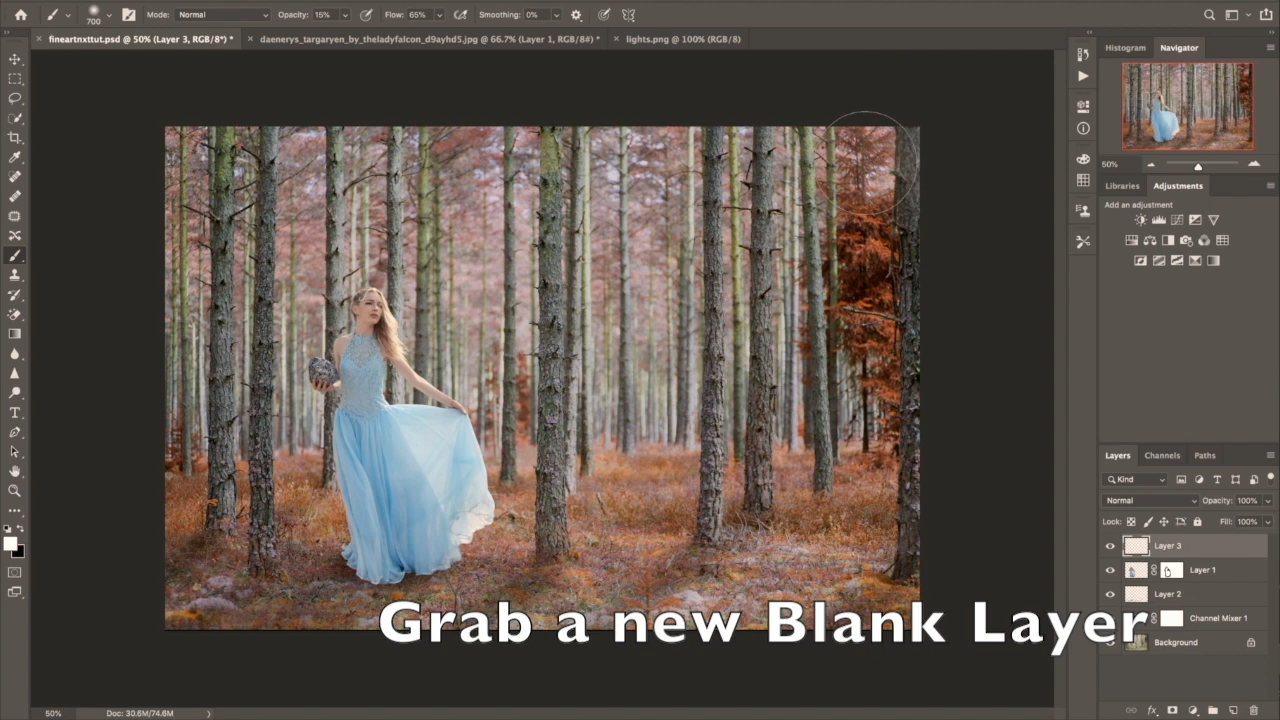 700
Mode: Normal
Opacity: 15%
Flow: 65%
Smoothing: 0%
fineartnxttut.psd @ 50% (Layer 3, RGB/8*) *
daenerys_targaryen_by_theladyfalcon_d9ayhd5.jpg @ 66.7% (Layer 1, RGB/8#) *
lights.png @ 100% (RGB/8)
Histogram
Navigator
50%
Libraries
Adjustments
Add an adjustment
Layers
Channels
Paths
Kind
Normal
Opacity: 100%
Lock:
Fill: 100%
Layer 3
Layer 1
Layer 2
Channel Mixer 1
Background
Grab a new Blank Layer
50%
Doc: 30.6M/74.6M